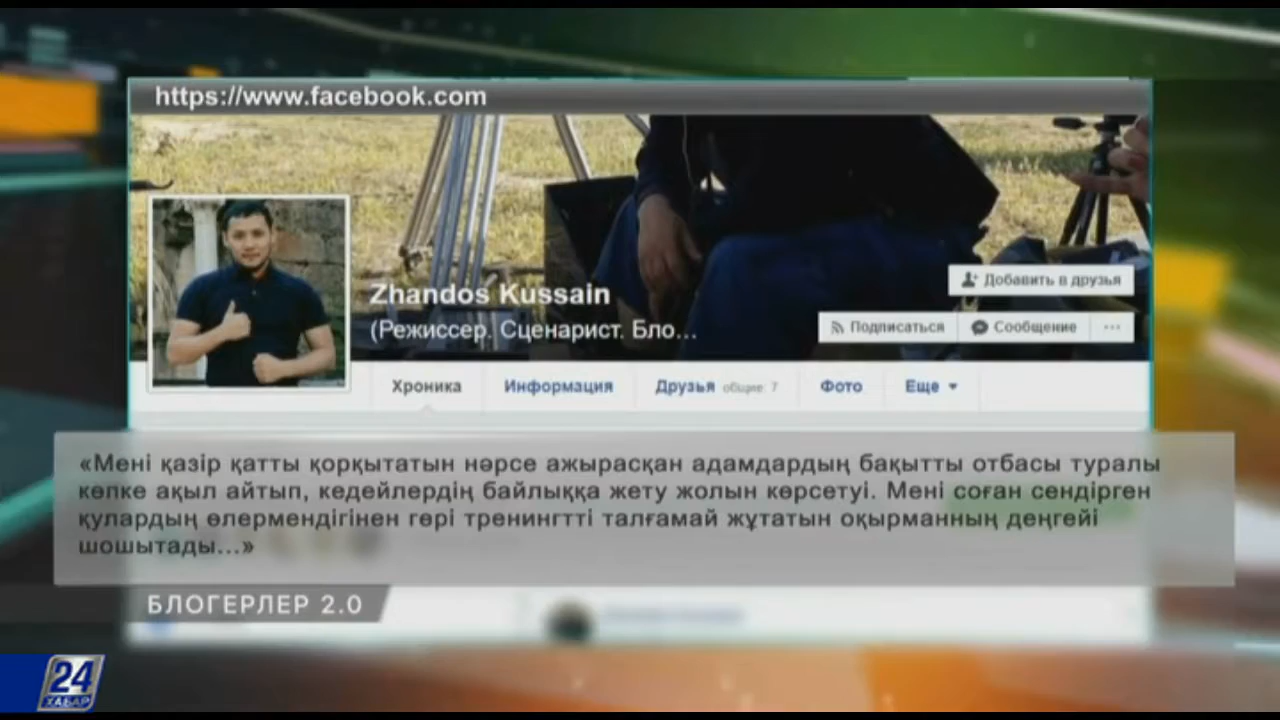 https://www.facebook.com
Добавить в друзья
Zhandos Kussain
(Режиссер. Сценарист. Бло...
Подписаться
Сообщение
Хроника
Информация
Друзья общие: 7
Фото
Еще
«Мені қазір қатты қорқытатын нәрсе ажырасқан адамдардың бақытты отбасы туралы
көпке ақыл айтып, кедейлердің байлыққа жету жолын көрсетуі. Мені соған сендірген
қулардың өлермендігінен гөрі тренингтті талғамай жұтатын оқырманның деңгейі
шошытады...»
БЛОГЕРЛЕР 2.0
24
ХАБАР